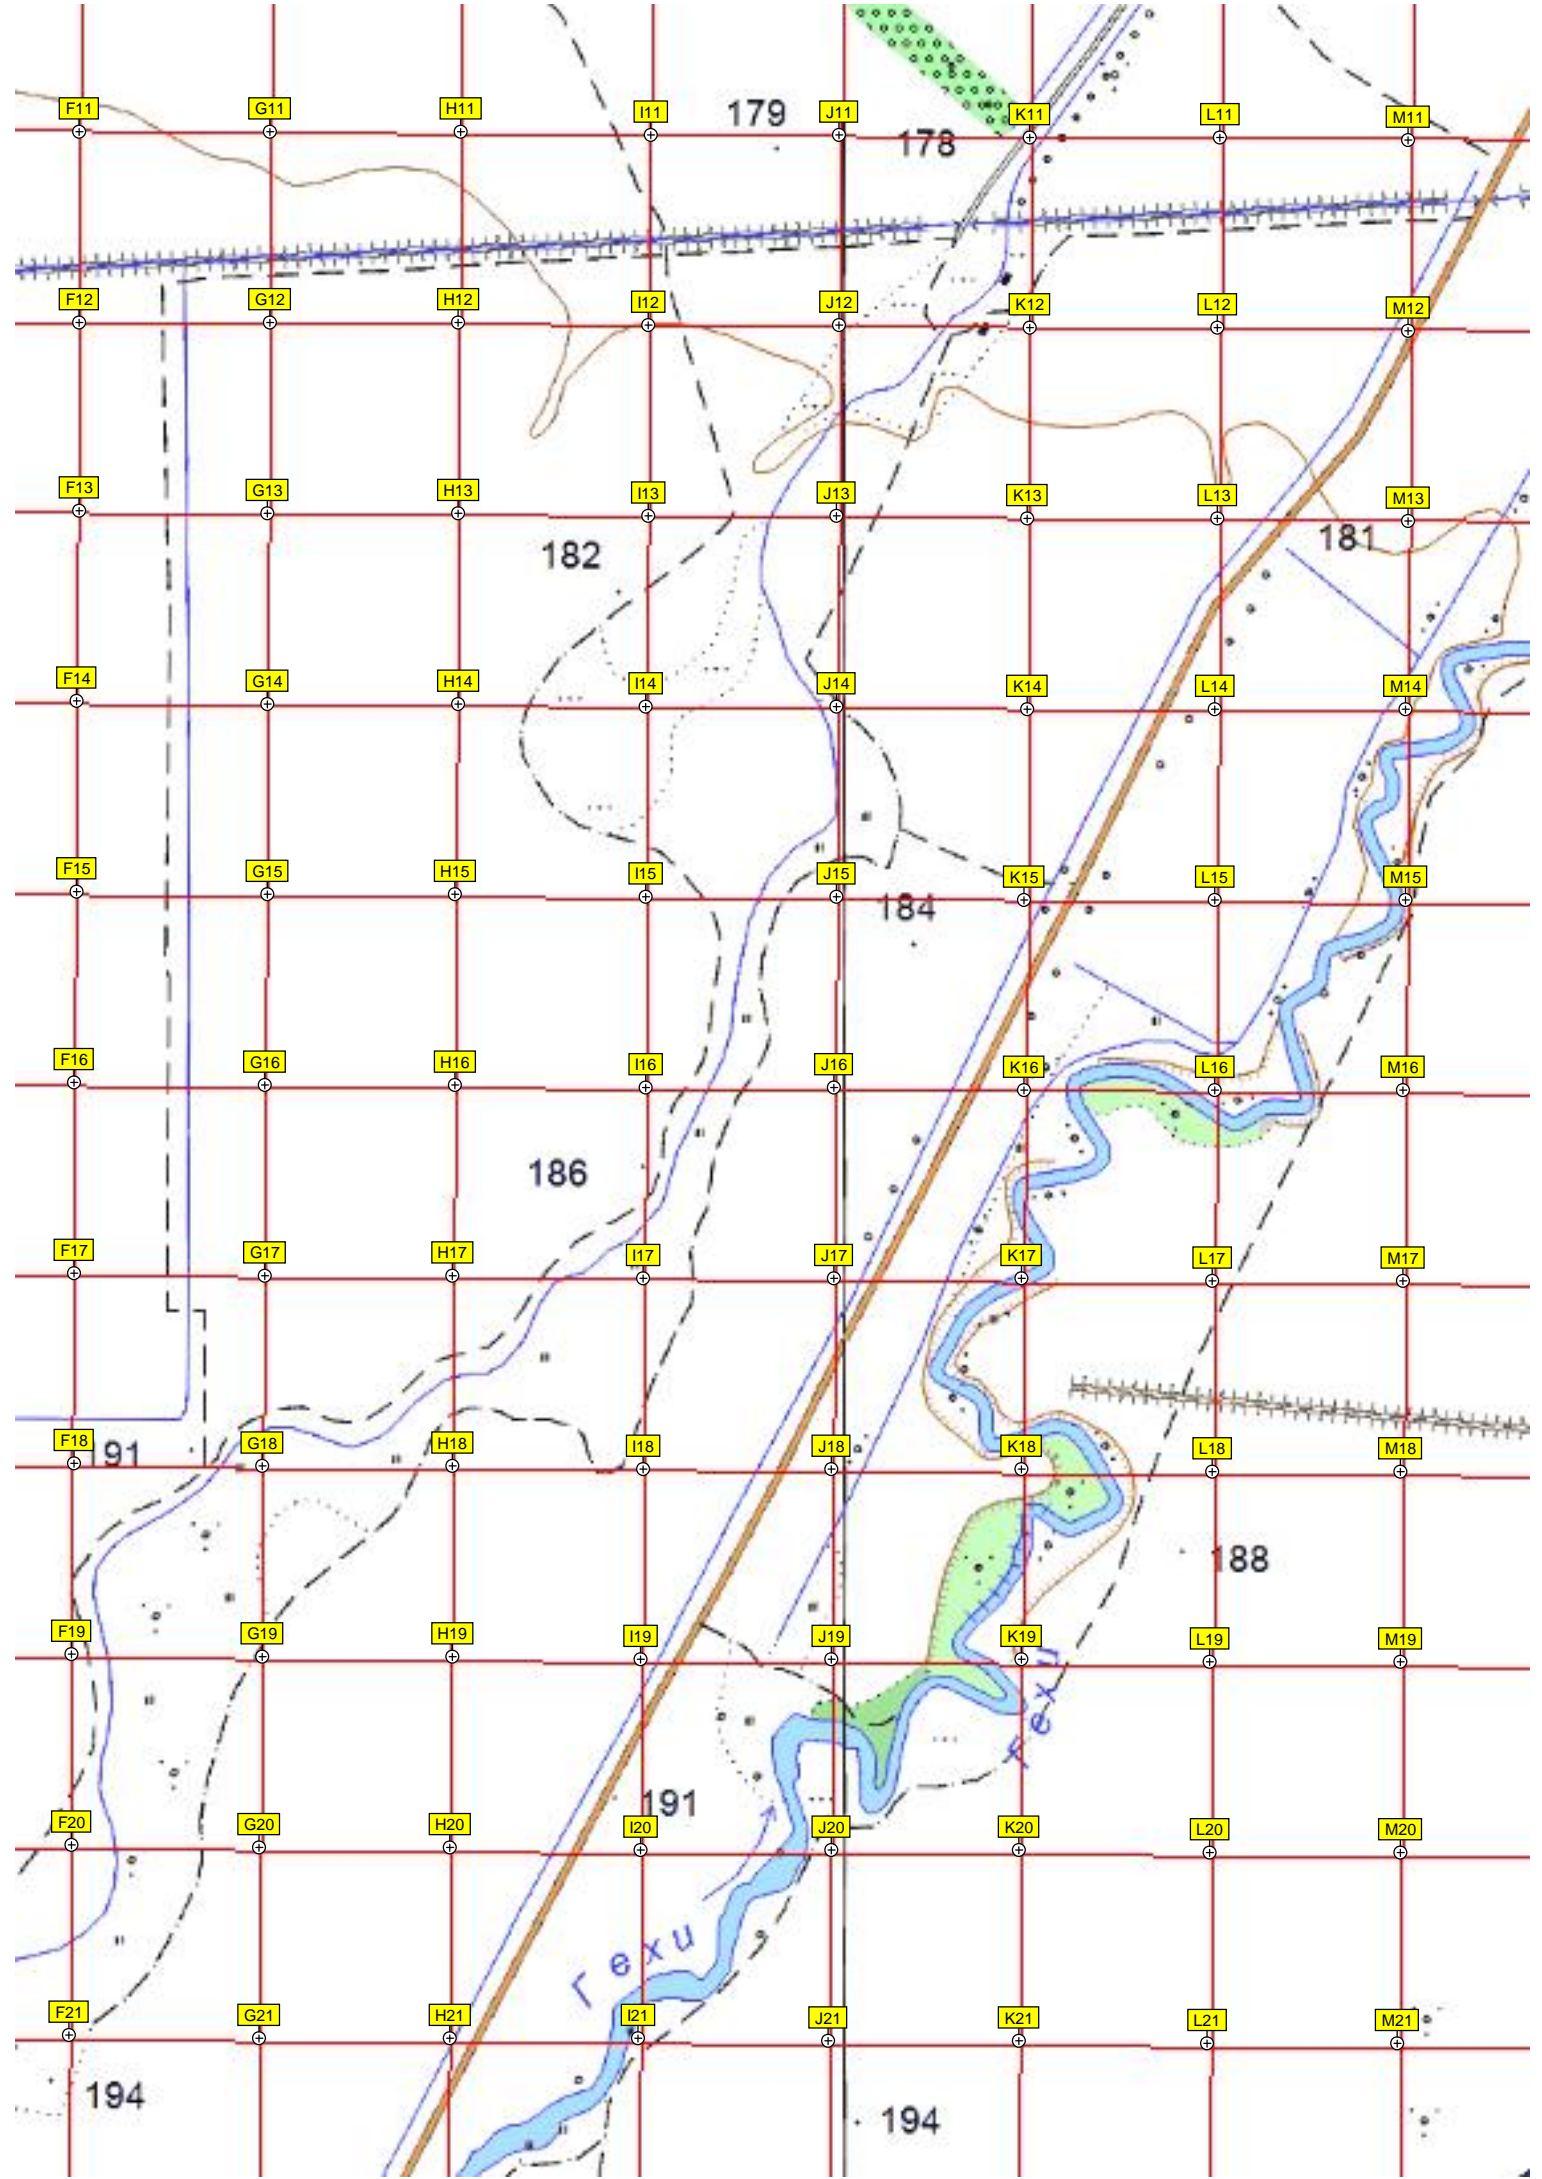 F11 G11 H11 I11 179 J11 178 K11 L11 M11
F12 G12 H12 I12 J12 K12 L12 M12
F13 G13 H13 I13 J13 K13 L13 M13
182 181
F14 G14 H14 I14 J14 K14 L14 M14
F15 G15 H15 I15 J15 184 K15 L15 M15
F16 G16 H16 I16 J16 K16 L16 M16
186
F17 G17 H17 I17 J17 K17 L17 M17
F18 191 G18 H18 I18 J18 K18 L18 M18
188
F19 G19 H19 I19 J19 K19 L19 M19
Гехи
191
F20 G20 H20 I20 J20 K20 L20 M20
Гехи
F21 G21 H21 I21 J21 K21 L21 M21
194 194